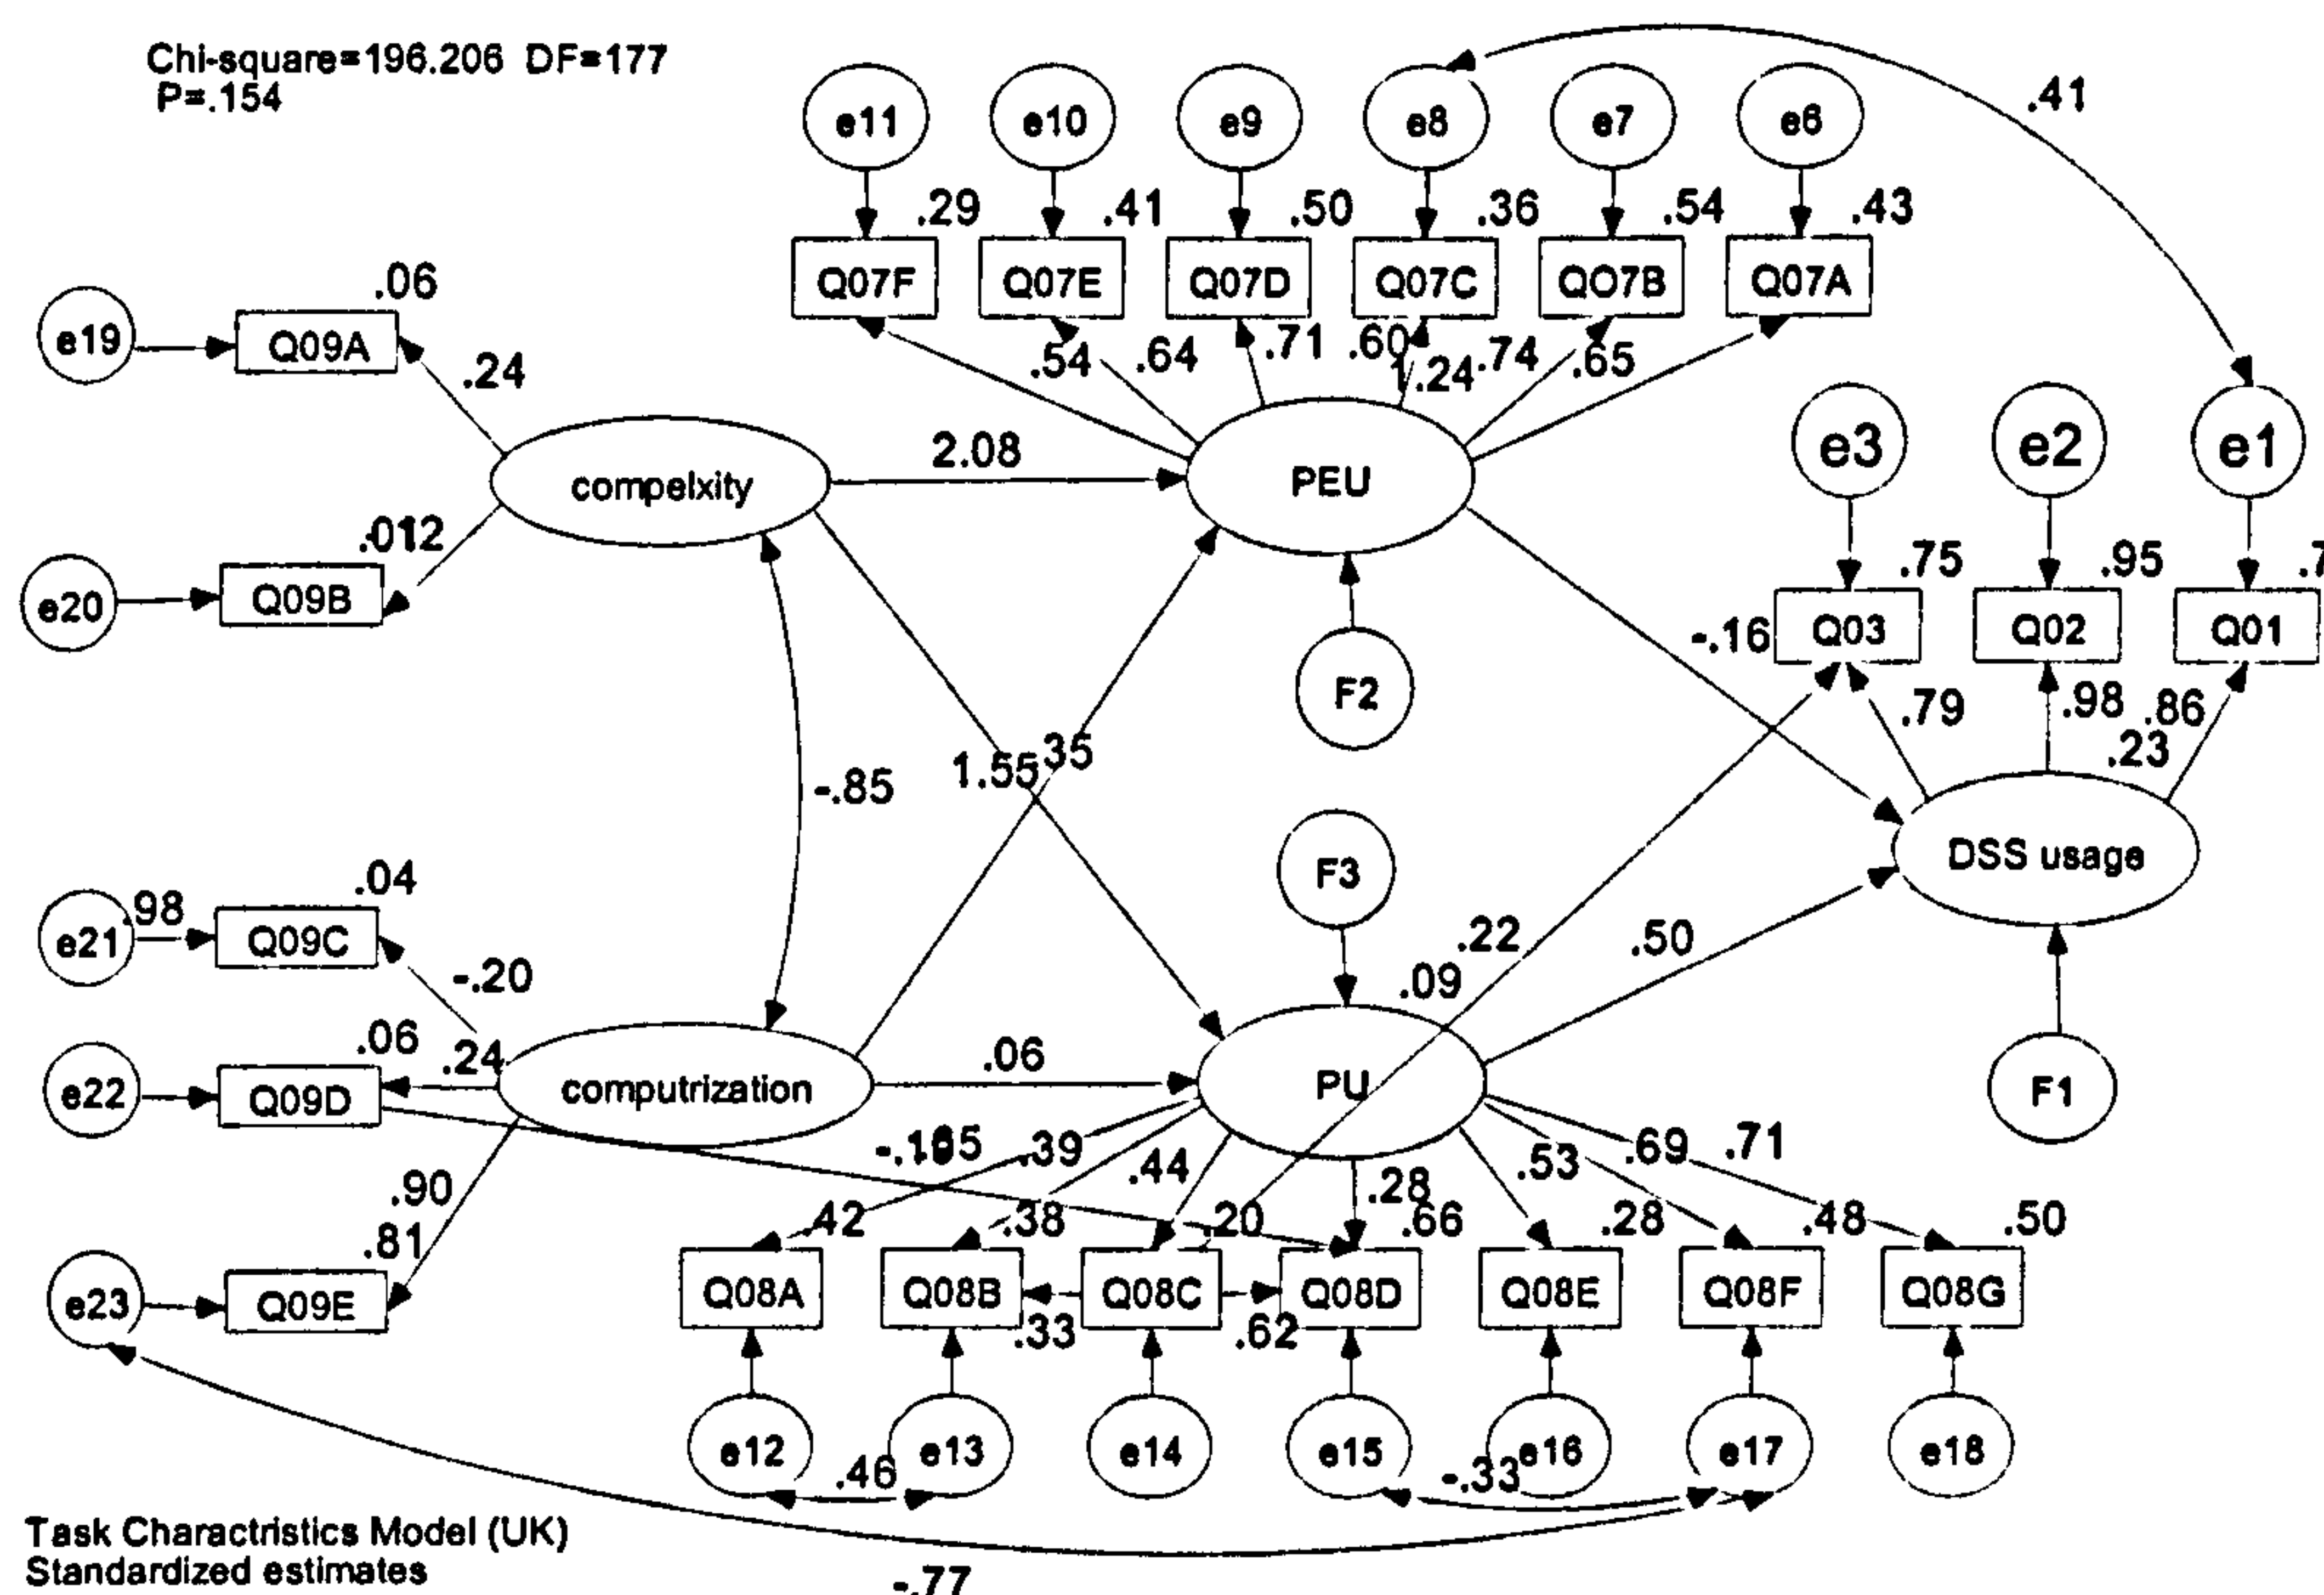 Chi-square=196.206 DF=177
P=.154
.41
e11 e10 e9 e8 e7 e6
.29 .41 .50 .36 .54 .43
Q07F Q07E Q07D Q07C QO7B Q07A
.06
e19 Q09A
.24
.54 .64 .71 .60 1.24 .74 .65
e3 e2 e1
compelxity 2.08 PEU
.012
e20 Q09B
.75 .95 .7
-.16 Q03 Q02 Q01
F2
.79 .98 .86
.23
-.85 1.55 .35
F3 DSS usage
.98 .04
e21 Q09C
-.20
.22 .50
.09
.06 .24
e22 Q09D computrization .06 PU F1
.39 .44 .28 .53 .69 .71
.90
.81
.42 .38 .20 .66 .28 .48 .50
e23 Q09E Q08A Q08B Q08C Q08D Q08E Q08F Q08G
.33 .62
e12 e13 e14 e15 e16 e17 e18
.46 -.33
Task Charactristics Model (UK)
Standardized estimates
-.77